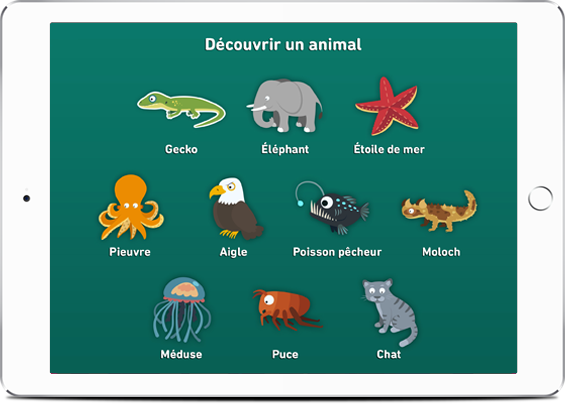 Découvrir un animal
Gecko
Éléphant
Étoile de mer
Pieuvre
Aigle
Poisson pêcheur
Moloch
Méduse
Puce
Chat